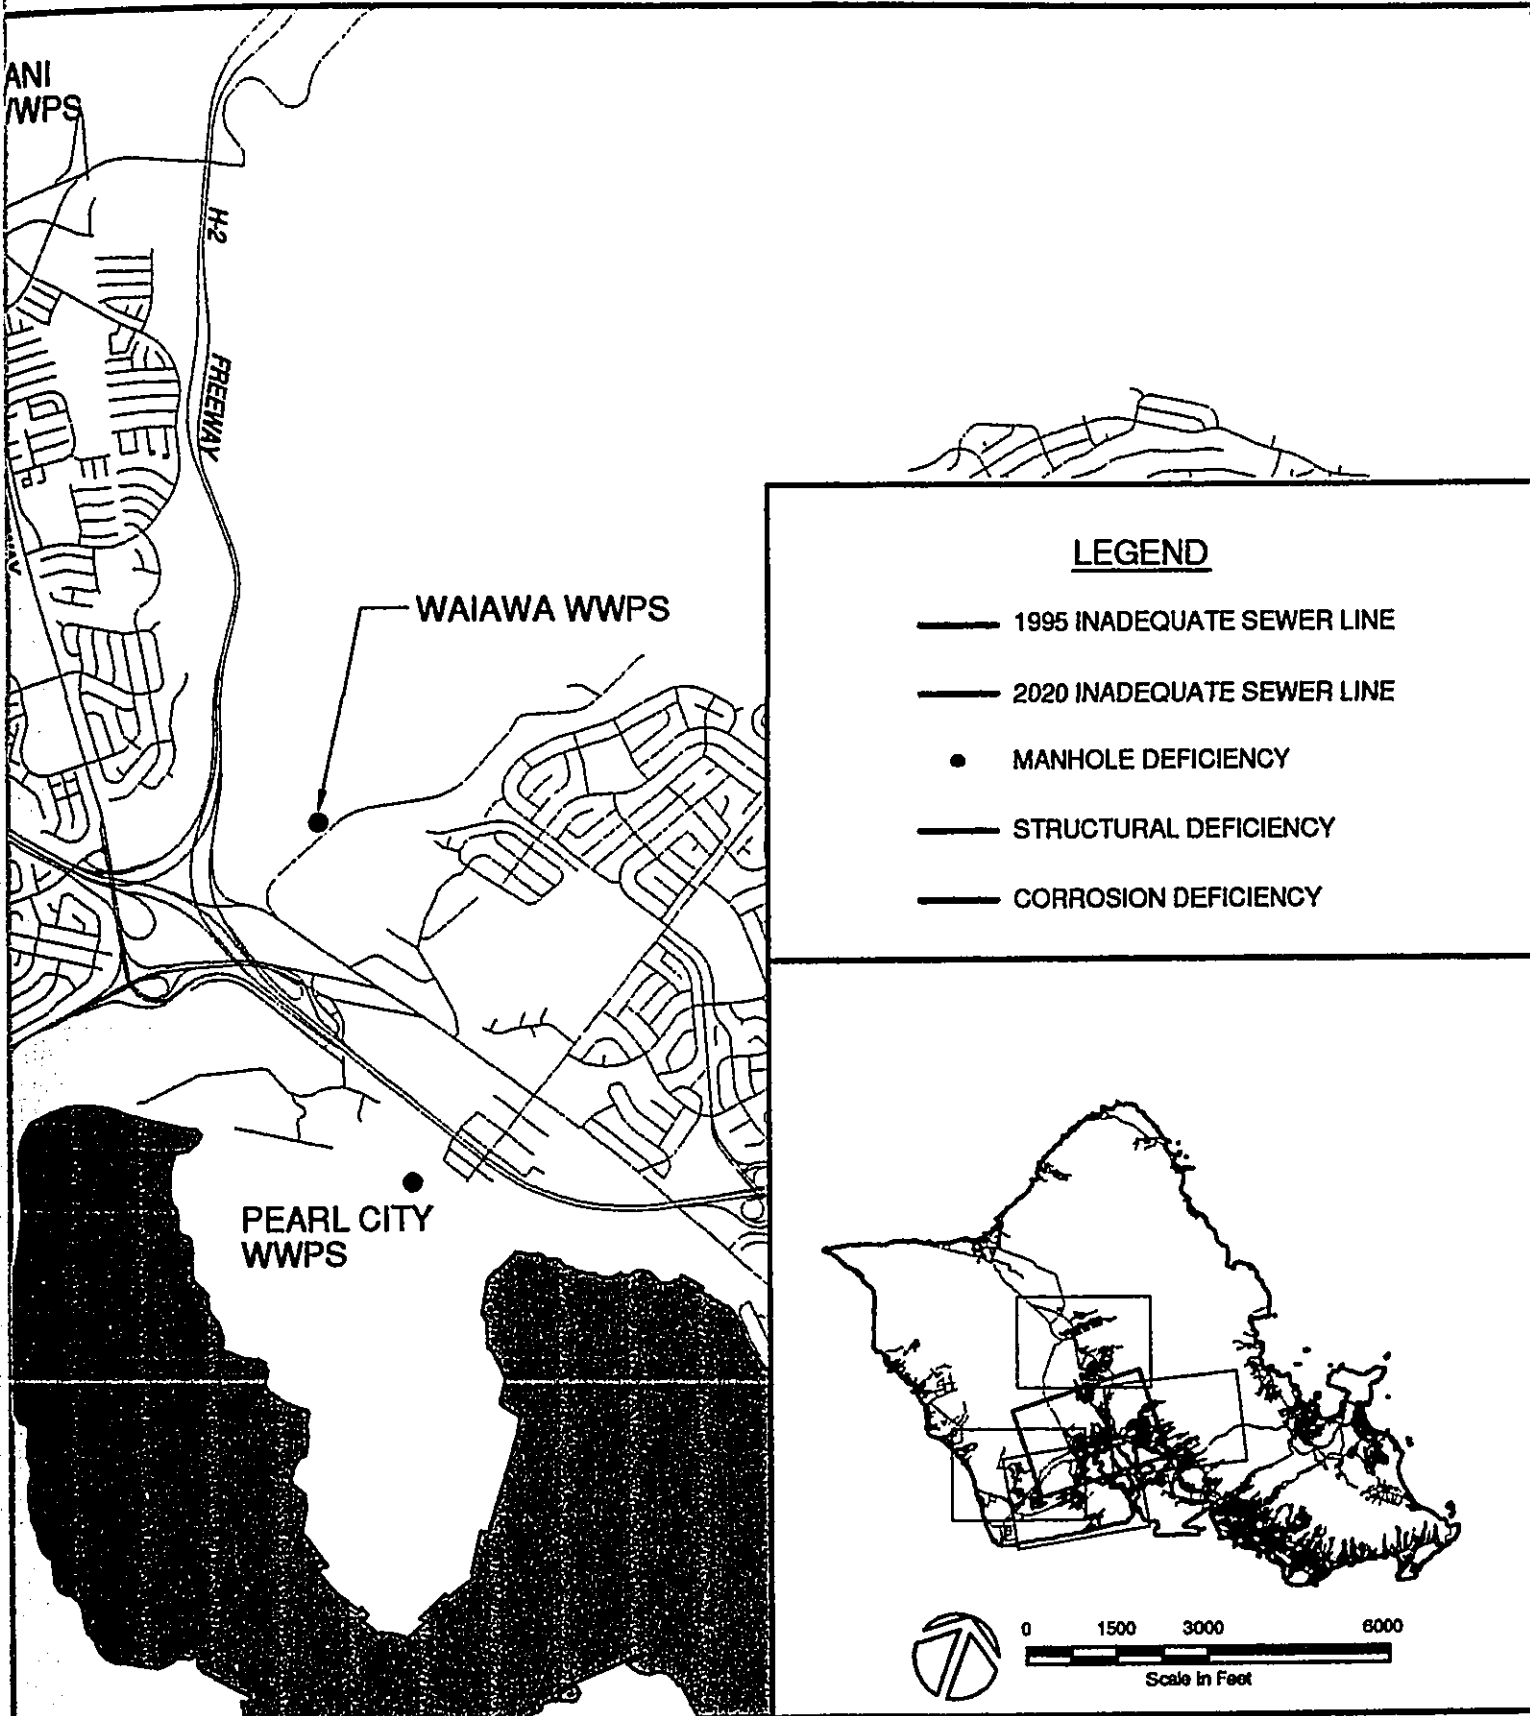 ANI
WWPS
H-2
FREEWAY
WAIAWA WWPS
PEARL CITY
WWPS
LEGEND
1995 INADEQUATE SEWER LINE
2020 INADEQUATE SEWER LINE
MANHOLE DEFICIENCY
STRUCTURAL DEFICIENCY
CORROSION DEFICIENCY
0 1500 3000 6000
Scale in Feet